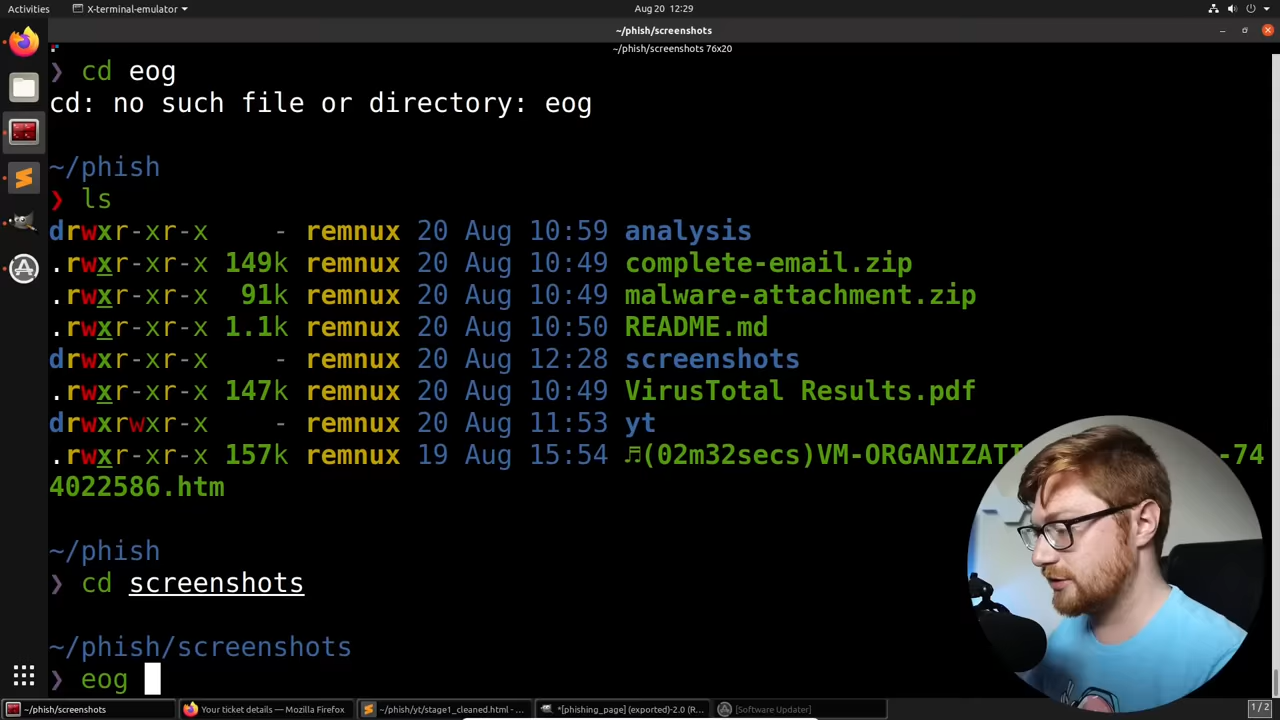 Activities
X-terminal-emulator
Aug 20 12:29
~/phish/screenshots
~/phish/screenshots 76x20
❯ cd eog
cd: no such file or directory: eog
~/phish
❯ ls
drwxr-xr-x - remnux 20 Aug 10:59 analysis
.rwxr-xr-x 149k remnux 20 Aug 10:49 complete-email.zip
.rwxr-xr-x 91k remnux 20 Aug 10:49 malware-attachment.zip
.rwxr-xr-x 1.1k remnux 20 Aug 10:50 README.md
drwxr-xr-x - remnux 20 Aug 12:28 screenshots
.rwxr-xr-x 147k remnux 20 Aug 10:49 VirusTotal Results.pdf
drwxrwxr-x - remnux 20 Aug 11:53 yt
.rwxr-xr-x 157k remnux 19 Aug 15:54 🎜(02m32secs)VM-ORGANIZATI -74
4022586.htm
~/phish
❯ cd screenshots
~/phish/screenshots
❯ eog
~/phish/screenshots
Your ticket details — Mozilla Firefox
~/phish/yt/stage1_cleaned.html - ...
*[phishing_page] (exported)-2.0 (R...
[Software Updater]
1 / 2